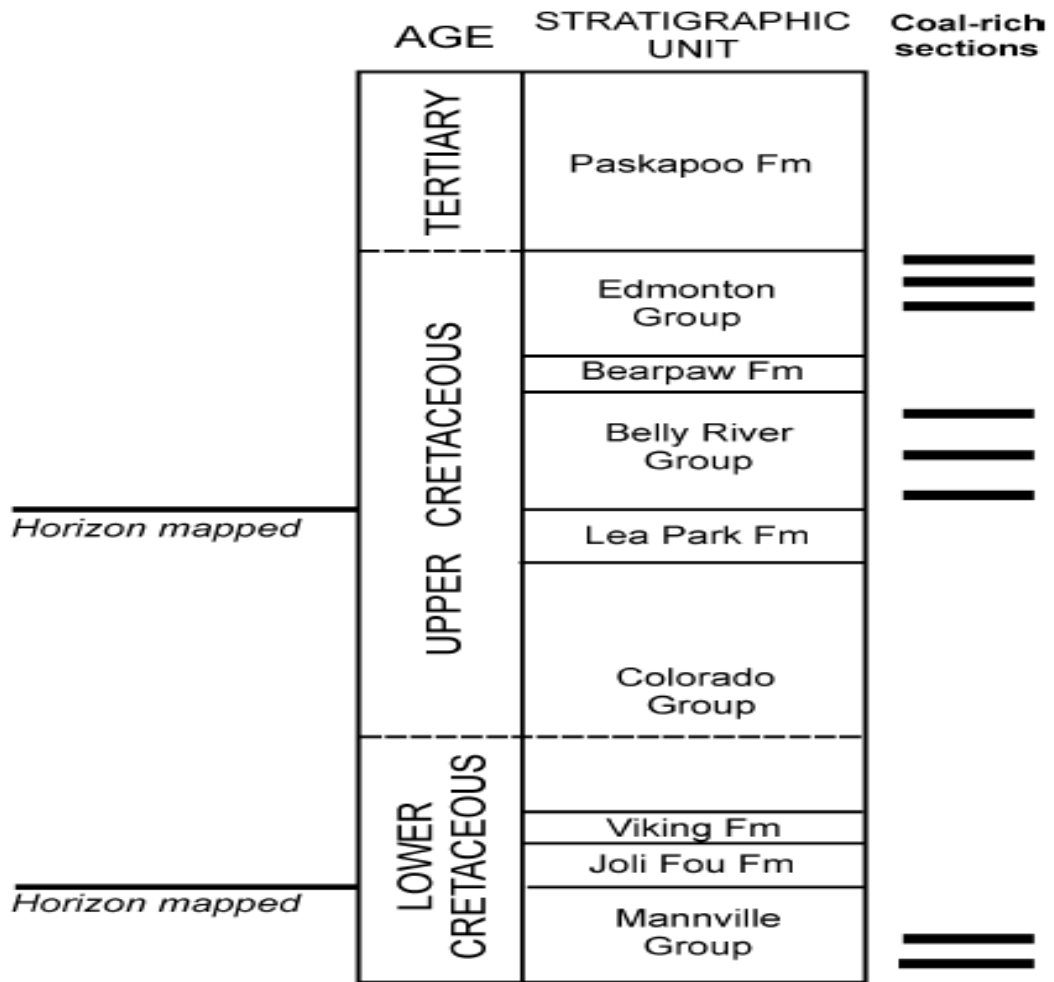 AGE
STRATIGRAPHIC
UNIT
Coal-rich
sections
TERTIARY
Paskapoo Fm
UPPER CRETACEOUS
Edmonton
Group
Bearpaw Fm
Belly River
Group
Horizon mapped
Lea Park Fm
Colorado
Group
LOWER
CRETACEOUS
Viking Fm
Joli Fou Fm
Horizon mapped
Mannville
Group